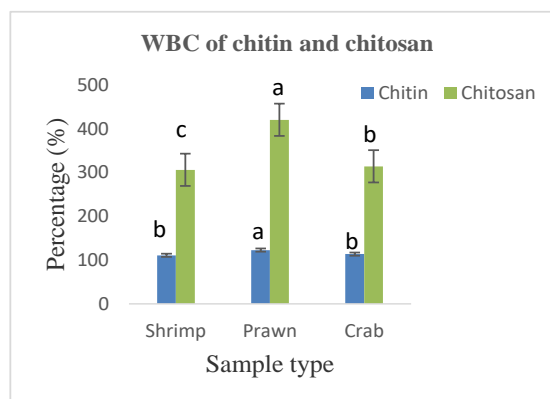 WBC of chitin and chitosan
Chitin Chitosan
Percentage (%)
500
400
300
200
100
0
b c
a a
b b
Shrimp Prawn Crab
Sample type